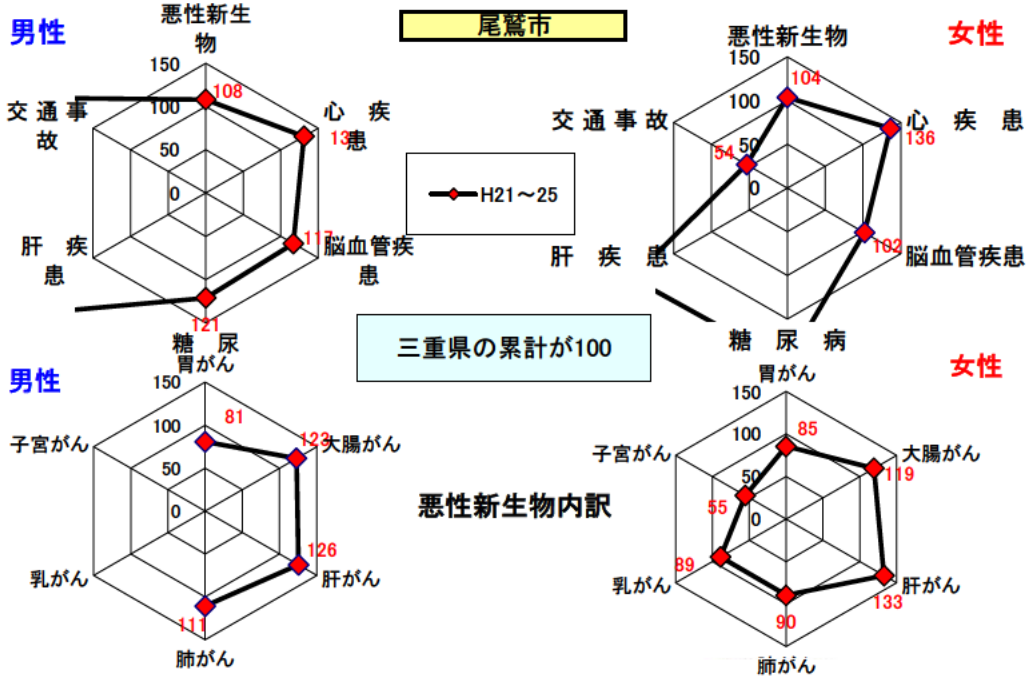 尾鷲市
男性
悪性新生
物
150
100
50
0
108
心 疾
患
13
117
脳血管疾
患
121
糖 尿
肝 疾
患
交 通 事
故
H21～25
女性
悪性新生物
150
100
50
0
104
心 疾 患
136
102
脳血管疾患
糖 尿 病
肝 疾 患
54
交 通 事 故
三重県の累計が100
男性
胃がん
150
100
50
0
81
123
大腸がん
126
肝がん
111
肺がん
乳がん
子宮がん
悪性新生物内訳
女性
胃がん
150
100
50
0
85
大腸がん
119
肝がん
133
90
肺がん
89
乳がん
55
子宮がん